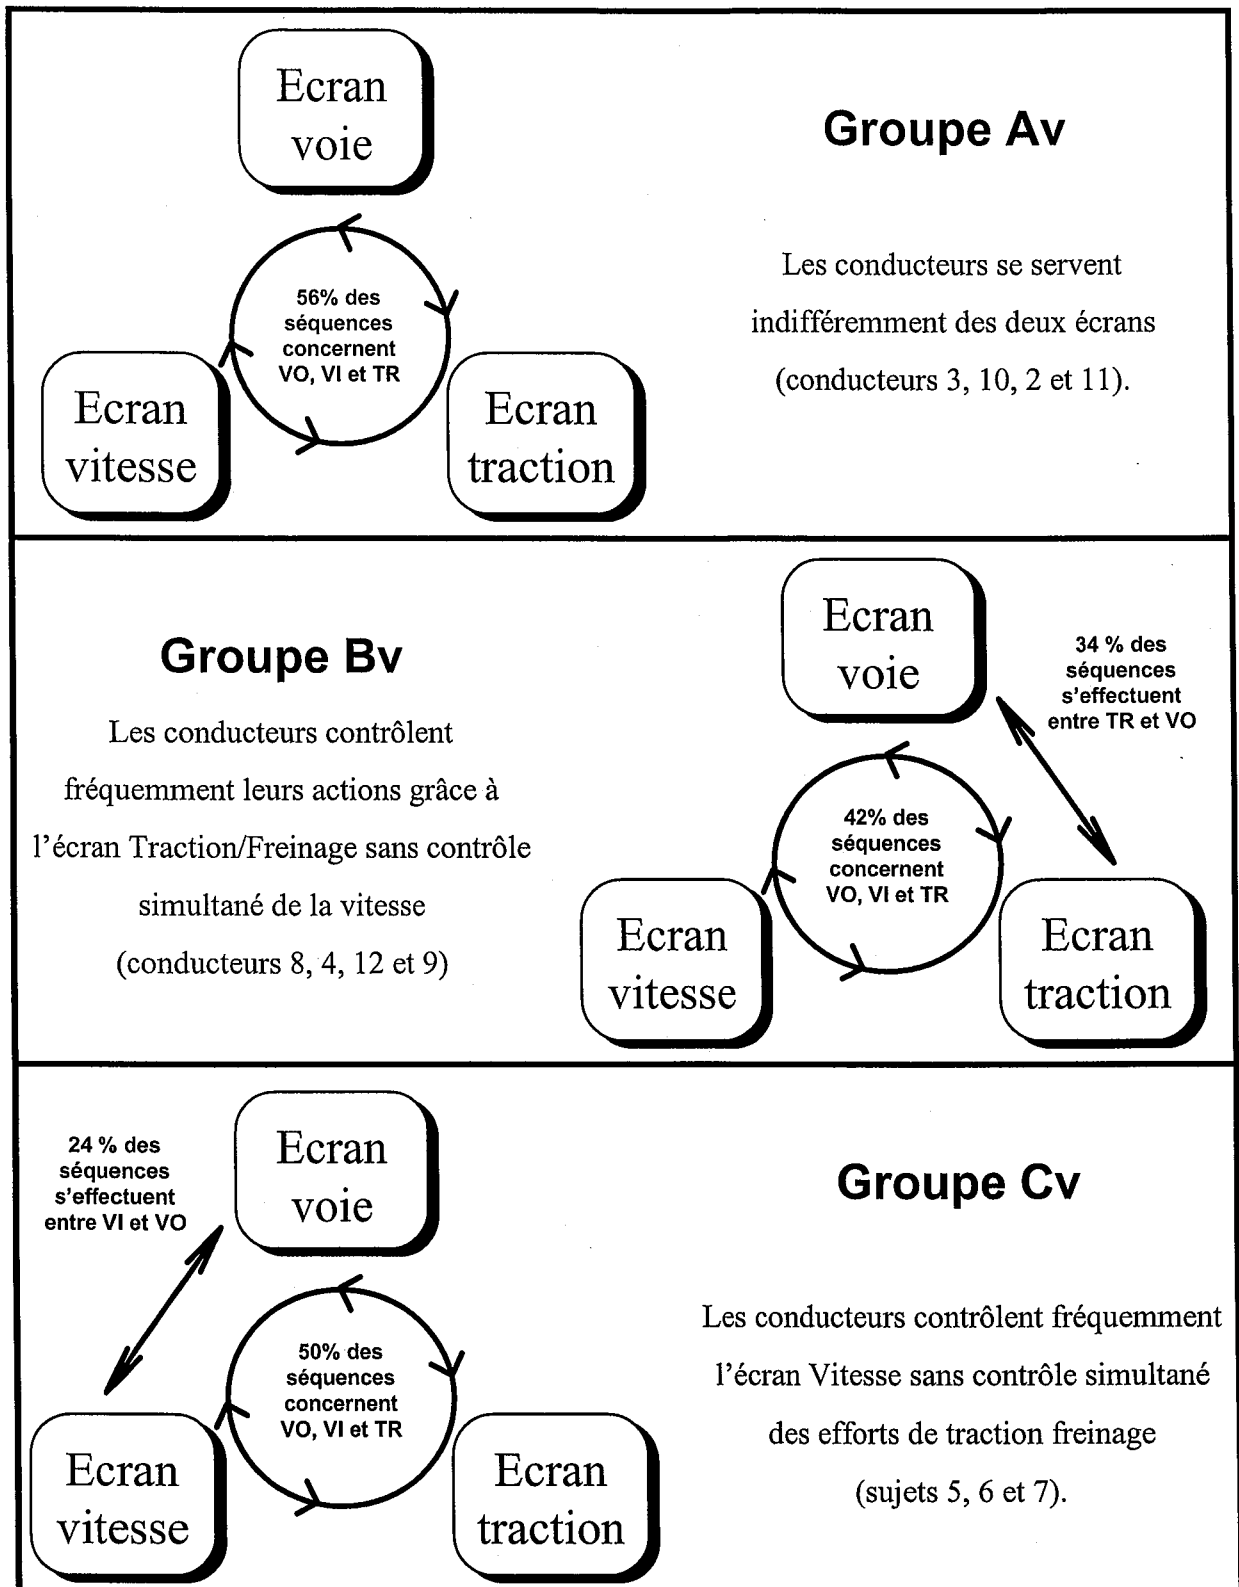 Ecran
voie
Groupe Av
56% des
séquences
concernent
VO, VI et TR
Ecran
vitesse
Ecran
traction
Les conducteurs se servent
indifféremment des deux écrans
(conducteurs 3, 10, 2 et 11).
Groupe Bv
Les conducteurs contrôlent
fréquemment leurs actions grâce à
l'écran Traction/Freinage sans contrôle
simultané de la vitesse
(conducteurs 8, 4, 12 et 9)
Ecran
voie
34 % des
séquences
s'effectuent
entre TR et VO
42% des
séquences
concernent
VO, VI et TR
Ecran
vitesse
Ecran
traction
24 % des
séquences
s'effectuent
entre VI et VO
Ecran
voie
50% des
séquences
concernent
VO, VI et TR
Ecran
vitesse
Ecran
traction
Groupe Cv
Les conducteurs contrôlent fréquemment
l'écran Vitesse sans contrôle simultané
des efforts de traction freinage
(sujets 5, 6 et 7).